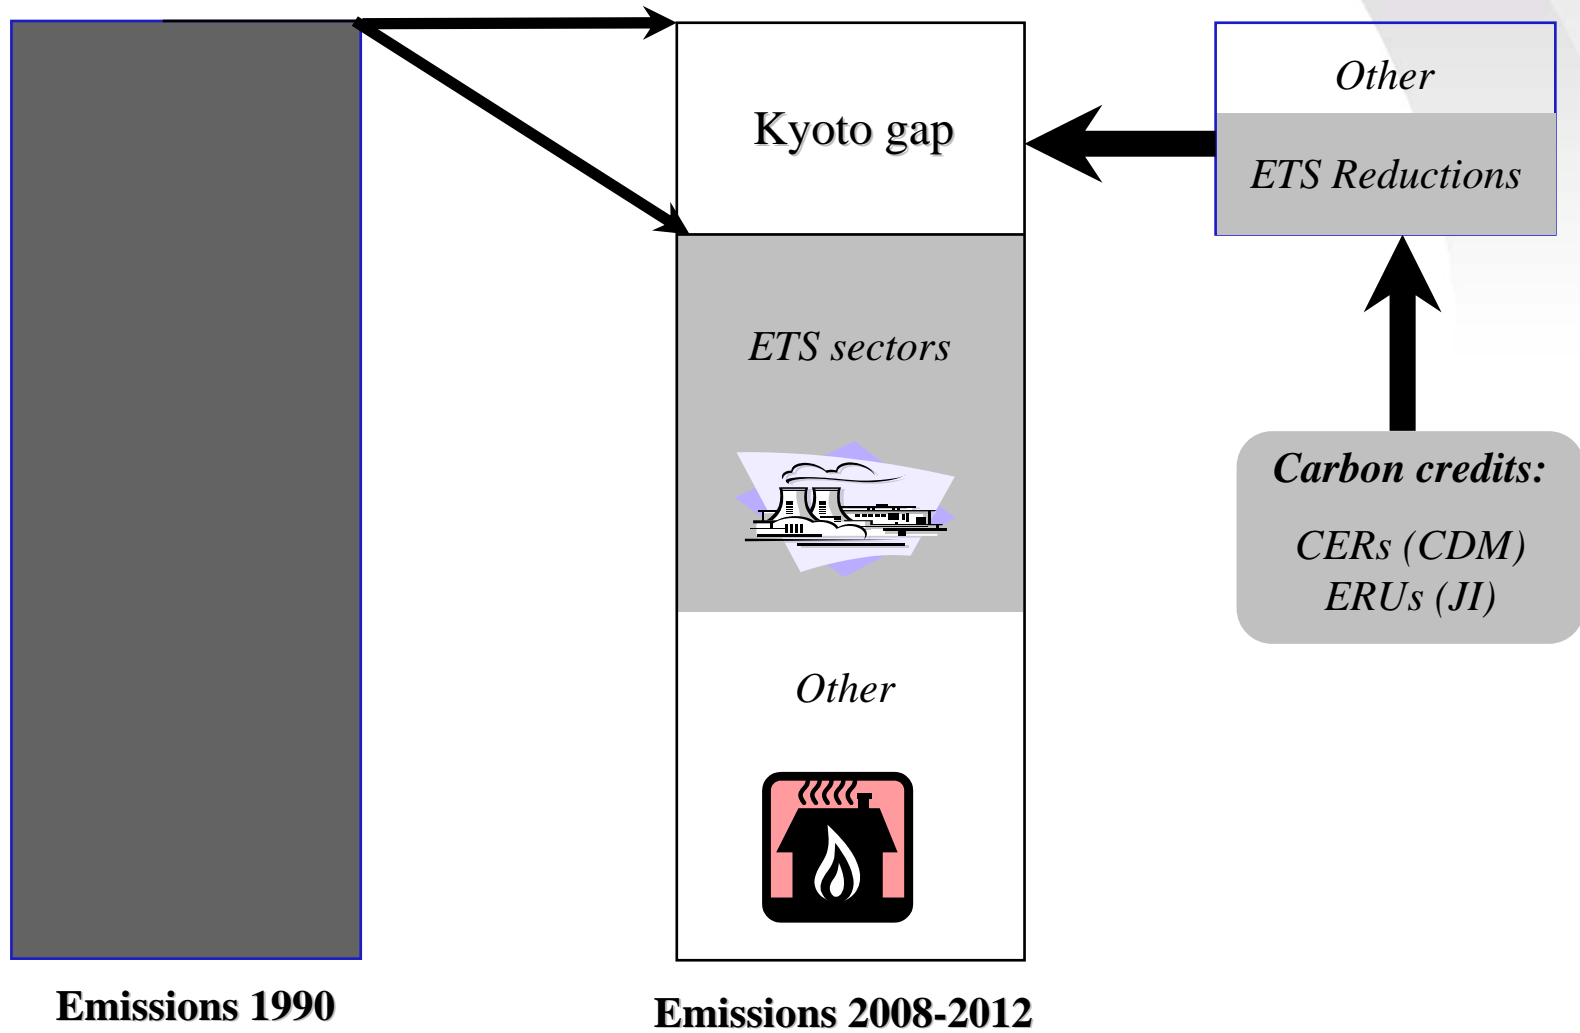 Kyoto gap
ETS sectors
Other
Other
ETS Reductions
Carbon credits:
CERs (CDM)
ERUs (JI)
Emissions 1990
Emissions 2008-2012